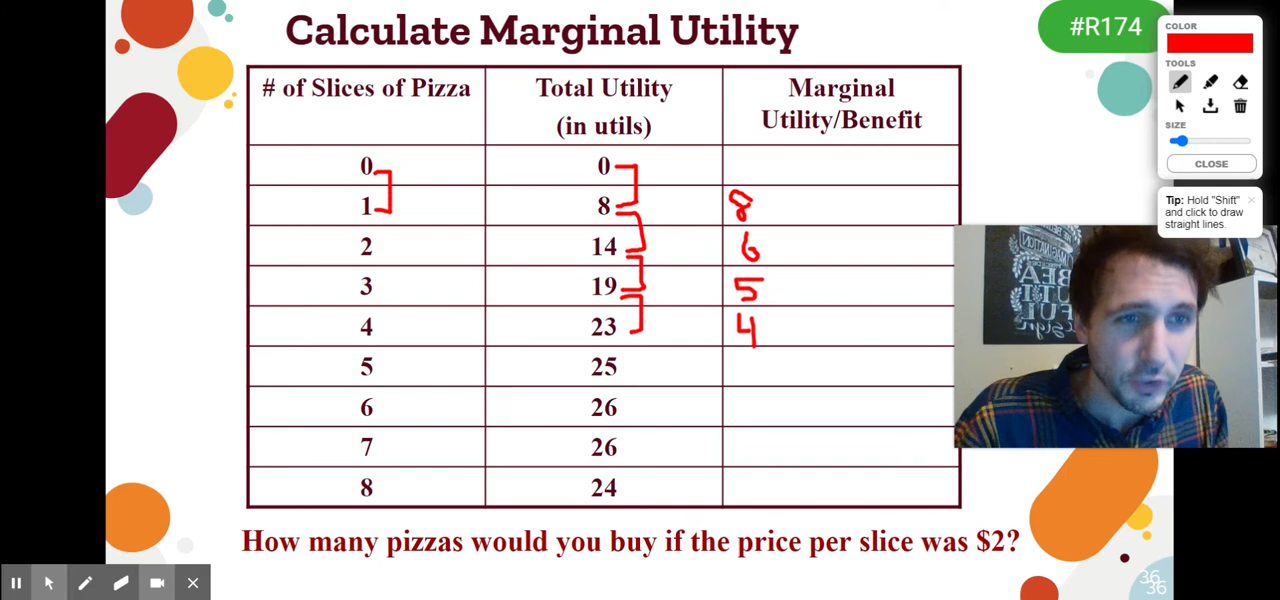 Calculate Marginal Utility
#R174
# of Slices of Pizza Total Utility (in utils) Marginal Utility/Benefit
0 0
1 8 8
2 14 6
3 19 5
4 23 4
5 25
6 26
7 26
8 24
How many pizzas would you buy if the price per slice was $2?
COLOR
TOOLS
SIZE
CLOSE
Tip: Hold "Shift"
and click to draw
straight lines.
36
36